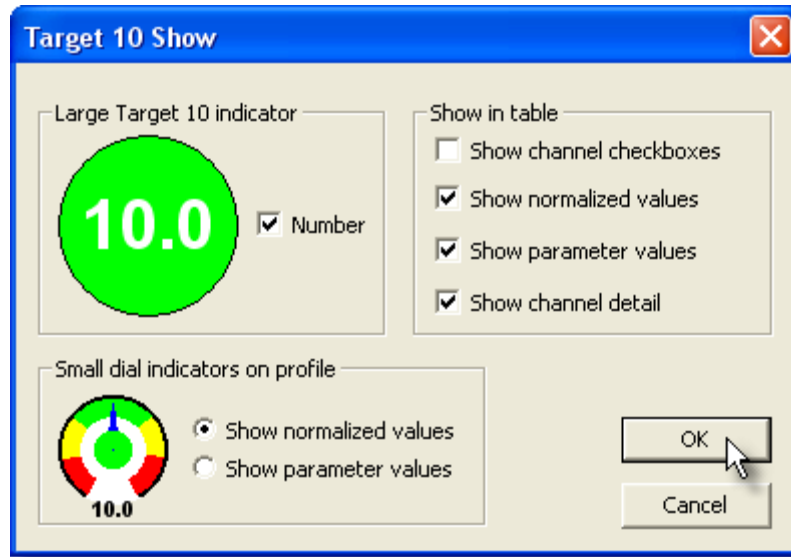 Target 10 Show
Large Target 10 indicator
10.0
Number
Show in table
Show channel checkboxes
Show normalized values
Show parameter values
Show channel detail
Small dial indicators on profile
10.0
Show normalized values
Show parameter values
OK
Cancel